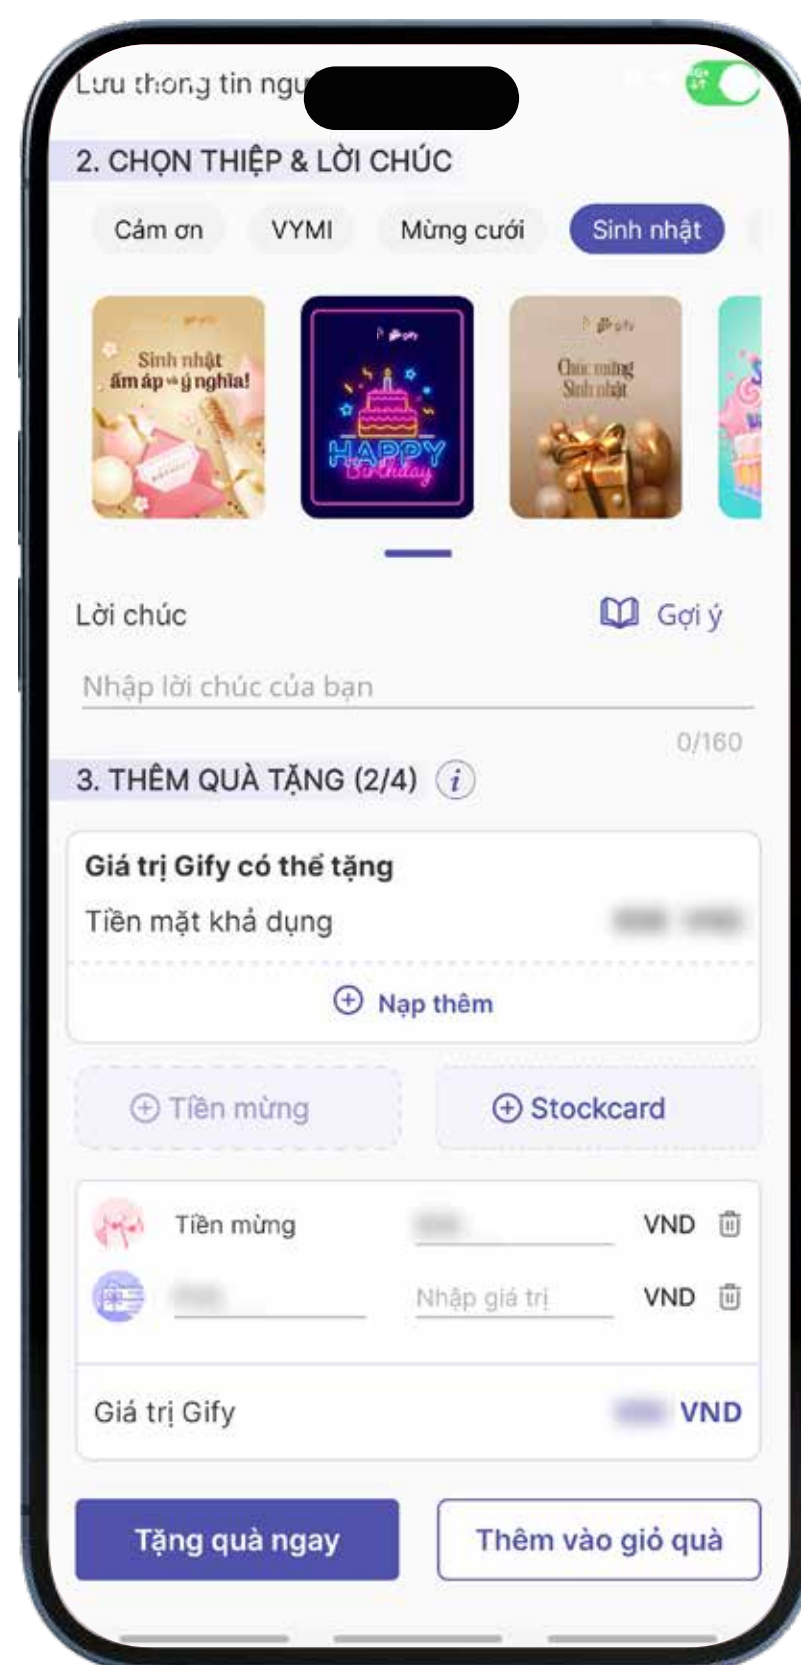 Lưu thông tin ngư
2. CHỌN THIỆP & LỜI CHÚC
Cảm ơn VYMI Mừng cưới Sinh nhật
Sinh nhật
ấm áp và ý nghĩa!
gify
HAPPY
Birthday
gify
Chúc mừng
Sinh nhật
Lời chúc Gợi ý
Nhập lời chúc của bạn
0/160
3. THÊM QUÀ TẶNG (2/4) i
Giá trị Gify có thể tặng
Tiền mặt khả dụng
Nạp thêm
Tiền mừng Stockcard
Tiền mừng VND
Nhập giá trị VND
Giá trị Gify VND
Tặng quà ngay Thêm vào giỏ quà